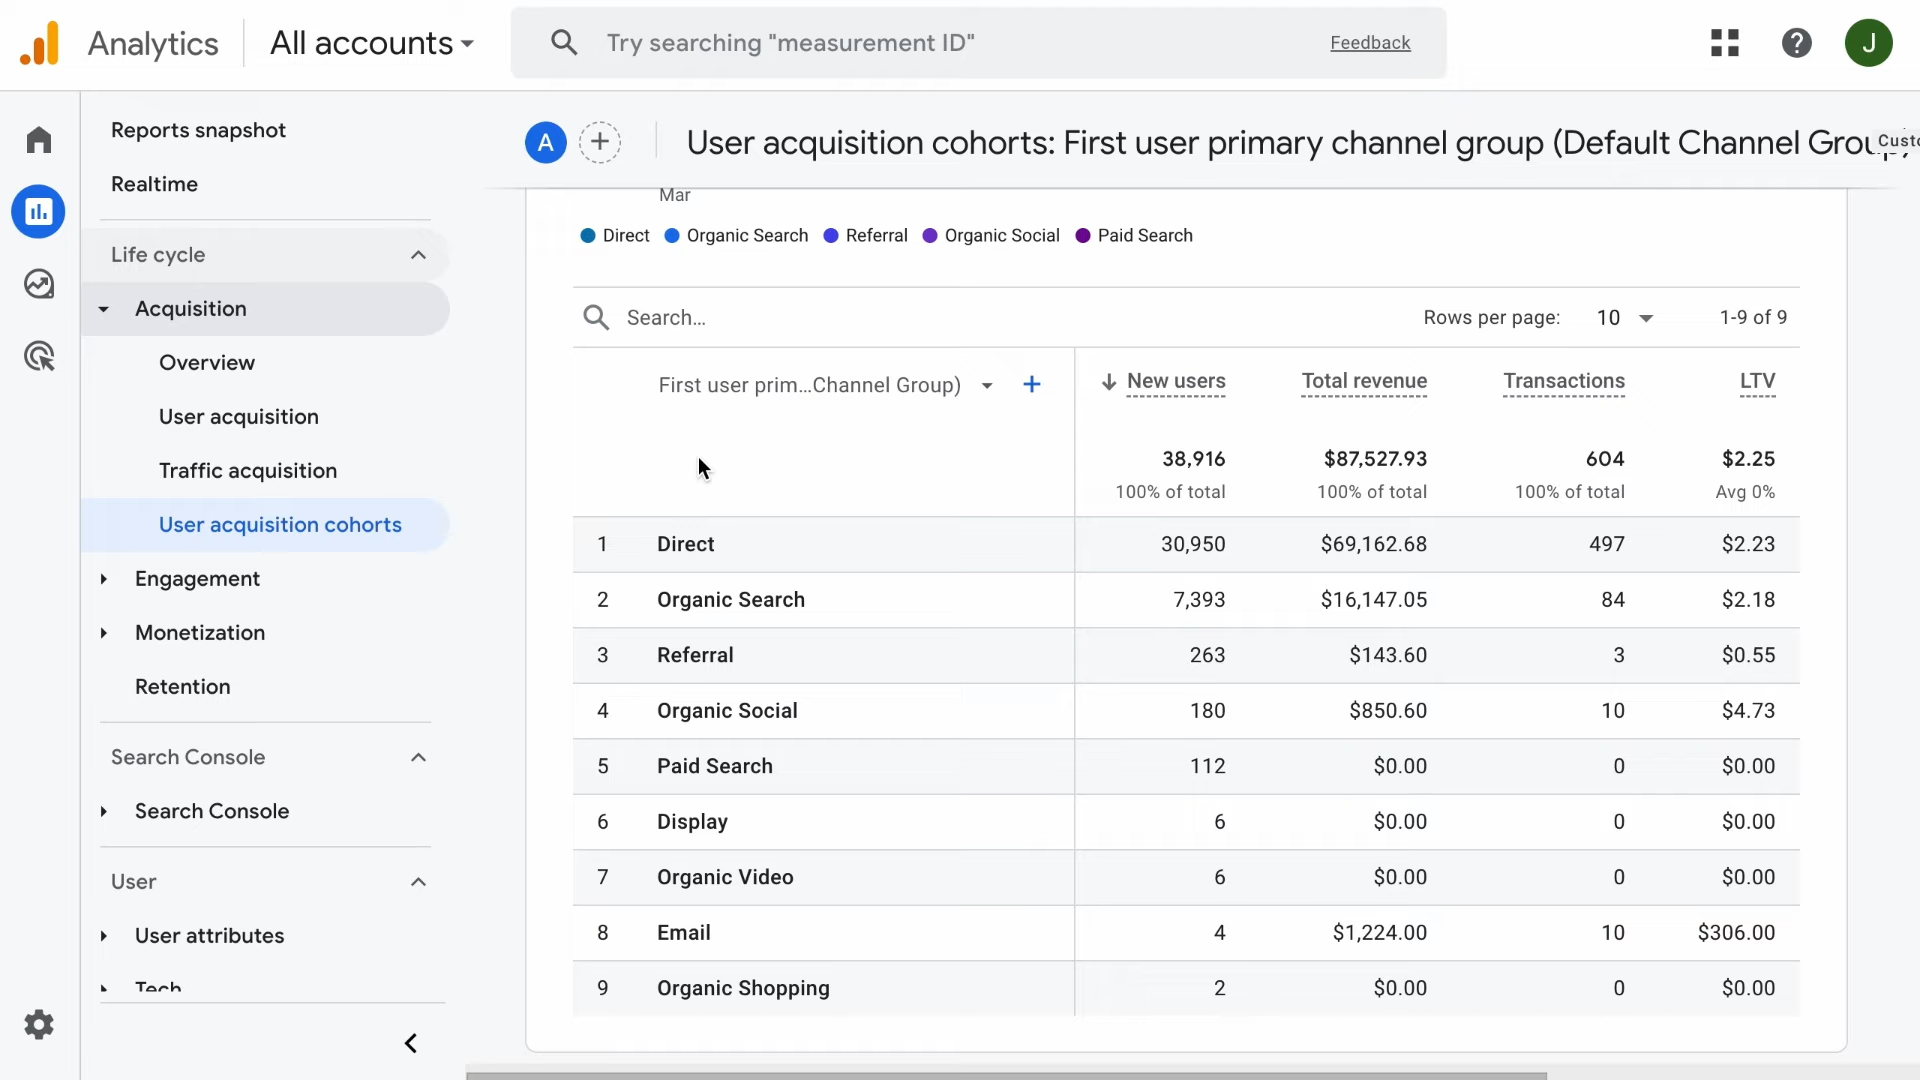 Analytics
All accounts
Try searching "measurement ID"
Feedback
J
Reports snapshot
Realtime
Life cycle
Acquisition
Overview
User acquisition
Traffic acquisition
User acquisition cohorts
Engagement
Monetization
Retention
Search Console
Search Console
User
User attributes
Tech
A
User acquisition cohorts: First user primary channel group (Default Channel Group)
Mar
Direct Organic Search Referral Organic Social Paid Search
Search...
Rows per page: 10 1-9 of 9
First user prim...Channel Group) + New users Total revenue Transactions LTV
38,916 $87,527.93 604 $2.25
100% of total 100% of total 100% of total Avg 0%
1 Direct 30,950 $69,162.68 497 $2.23
2 Organic Search 7,393 $16,147.05 84 $2.18
3 Referral 263 $143.60 3 $0.55
4 Organic Social 180 $850.60 10 $4.73
5 Paid Search 112 $0.00 0 $0.00
6 Display 6 $0.00 0 $0.00
7 Organic Video 6 $0.00 0 $0.00
8 Email 4 $1,224.00 10 $306.00
9 Organic Shopping 2 $0.00 0 $0.00